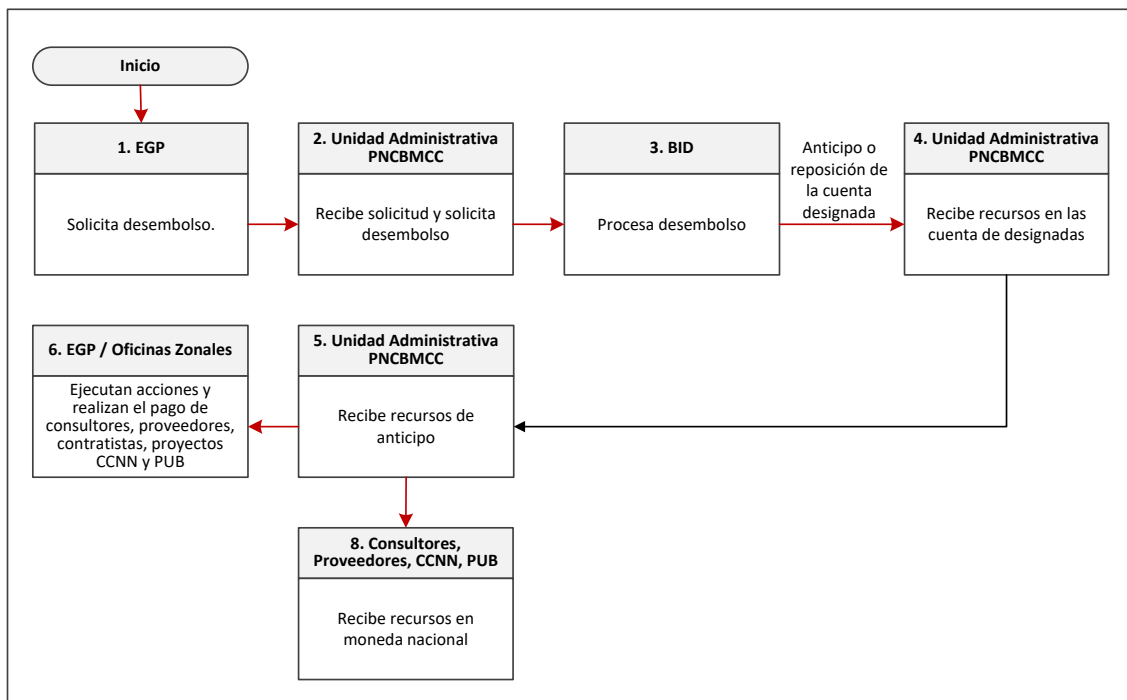 Inicio
1. EGP
Solicita desembolso.
2. Unidad Administrativa
PNCBMCC
Recibe solicitud y solicita
desembolso
3. BID
Procesa desembolso
Anticipo o
reposición de
la cuenta
designada
4. Unidad Administrativa
PNCBMCC
Recibe recursos en las
cuenta de designadas
6. EGP / Oficinas Zonales
Ejecutan acciones y
realizan el pago de
consultores, proveedores,
contratistas, proyectos
CCNN y PUB
5. Unidad Administrativa
PNCBMCC
Recibe recursos de
anticipo
8. Consultores,
Proveedores, CCNN, PUB
Recibe recursos en
moneda nacional